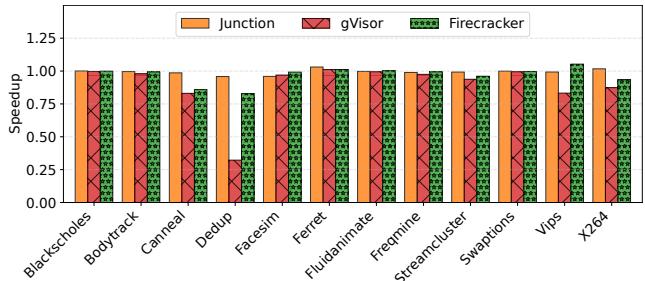 Junction gVisor Firecracker
1.25
1.00
0.75
0.50
0.25
0.00
Speedup
Blackscholes
Bodytrack
Canneal
Dedup
Facesim
Ferret
Fluidanimate
Freqmine
Streamcluster
Swaptions
Vips
X264